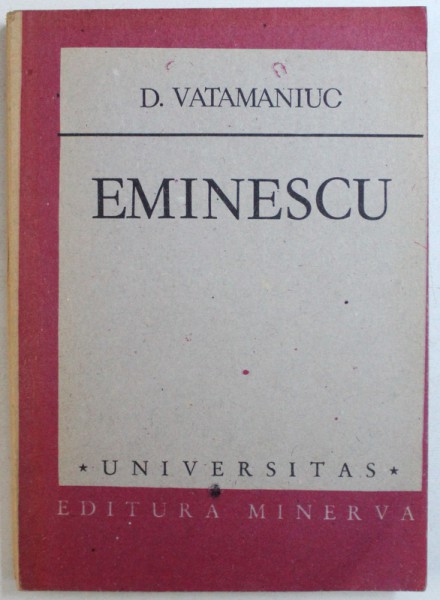 D. VATAMANIUC
EMINESCU
★ UNIVERSITAS ★
EDITURA MINERVA